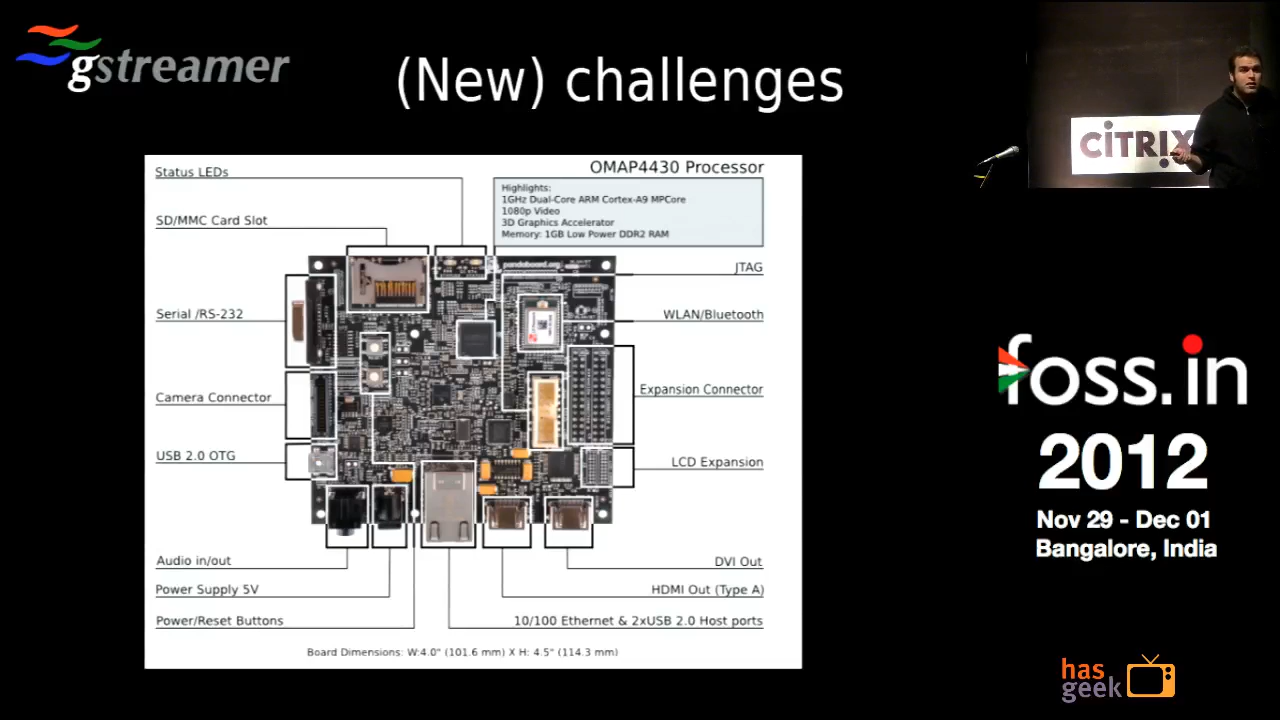 gstreamer
(New) challenges
CİTRIX
Status LEDs
OMAP4430 Processor
Highlights:
1GHz Dual-Core ARM Cortex-A9 MPCore
1080p Video
3D Graphics Accelerator
Memory: 1GB Low Power DDR2 RAM
SD/MMC Card Slot
pandaboard.org
JTAG
Serial /RS-232
WLAN/Bluetooth
Camera Connector
Expansion Connector
USB 2.0 OTG
LCD Expansion
Audio in/out
DVI Out
Power Supply 5V
HDMI Out (Type A)
Power/Reset Buttons
10/100 Ethernet & 2xUSB 2.0 Host ports
Board Dimensions: W:4.0" (101.6 mm) X H: 4.5" (114.3 mm)
foss.in
2012
Nov 29 - Dec 01
Bangalore, India
has
geek